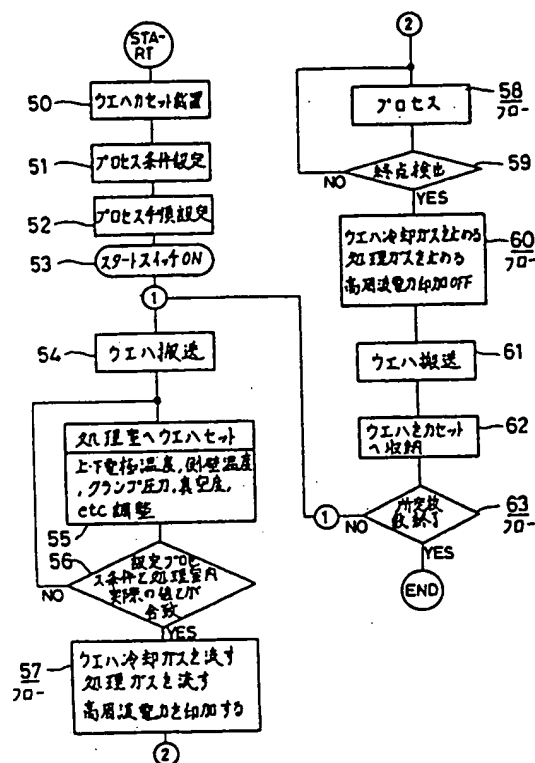 STA-
RT
50
ウエハカセット載置
51
プロセス条件設定
52
プロセス手順設定
53
スタートスイッチON
1
54
ウエハ搬送
処理室へウエハセット
上・下電極温度,側壁温度
,クランプ圧力,真空度,
etc 調整
55
56
設定プロセ
ス条件と処理室内
実際の値とが
合致
NO
YES
57
フロー
ウエハ冷却ガスを流す
処理ガスを流す
高周波電力を印加する
2
2
58
フロー
プロセス
59
終点検出
NO
YES
60
フロー
ウエハ冷却ガスを止める
処理ガスを止める
高周波電力印加OFF
61
ウエハ搬送
62
ウエハをカセット
へ収納
63
フロー
所定枚
数終了
1
NO
YES
END